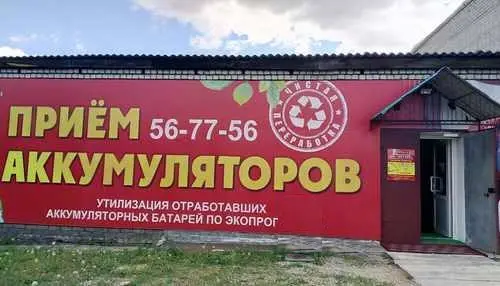 ЧИСТАЯ
ПЕРЕРАБОТКА
ПРИЁМ 56-77-56
АККУМУЛЯТОРОВ
УТИЛИЗАЦИЯ ОТРАБОТАВШИХ
АККУМУЛЯТОРНЫХ БАТАРЕЙ ПО ЭКОПРОГ